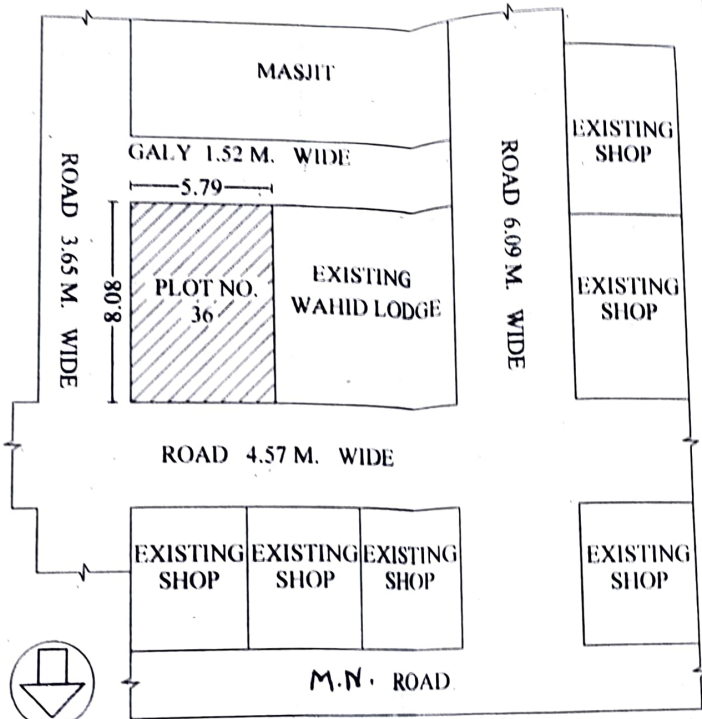 MASJIT
GALY 1.52 M. WIDE
5.79
ROAD 3.65 M. WIDE
8.08
PLOT NO.
36
EXISTING
WAHID LODGE
ROAD 6.09 M. WIDE
EXISTING
SHOP
EXISTING
SHOP
ROAD 4.57 M. WIDE
EXISTING
SHOP
EXISTING
SHOP
EXISTING
SHOP
EXISTING
SHOP
M.N. ROAD